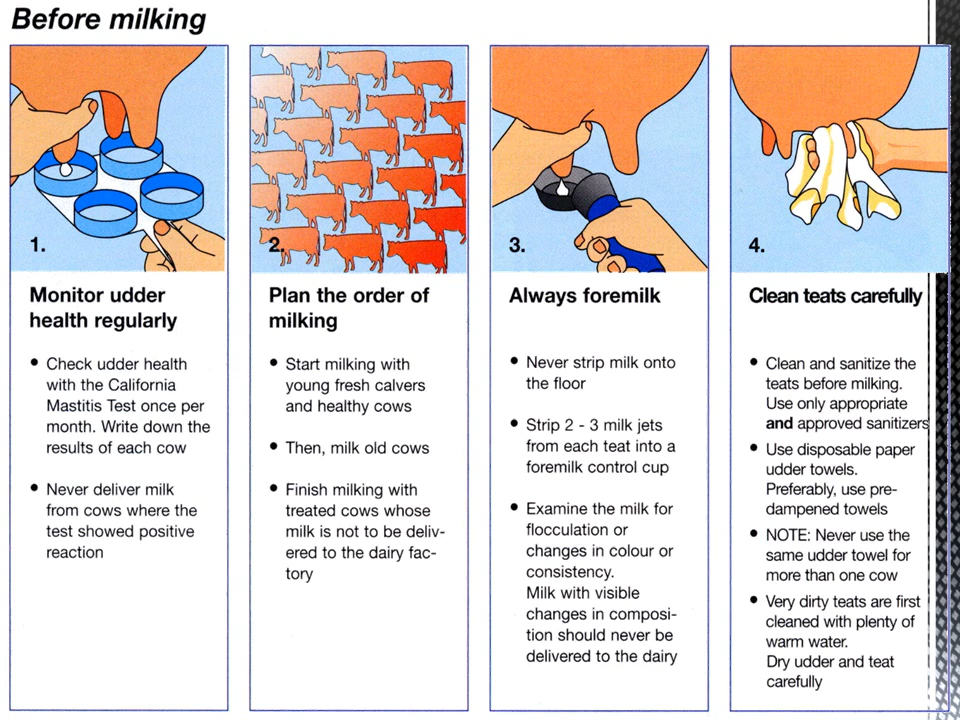 Before milking
1.
Monitor udder
health regularly
• Check udder health
with the California
Mastitis Test once per
month. Write down the
results of each cow
• Never deliver milk
from cows where the
test showed positive
reaction
2.
Plan the order of
milking
• Start milking with
young fresh calvers
and healthy cows
• Then, milk old cows
• Finish milking with
treated cows whose
milk is not to be deliv-
ered to the dairy fac-
tory
3.
Always foremilk
• Never strip milk onto
the floor
• Strip 2 - 3 milk jets
from each teat into a
foremilk control cup
• Examine the milk for
flocculation or
changes in colour or
consistency.
Milk with visible
changes in composi-
tion should never be
delivered to the dairy
4.
Clean teats carefully
• Clean and sanitize the
teats before milking.
Use only appropriate
and approved sanitizers
• Use disposable paper
udder towels.
Preferably, use pre-
dampened towels
• NOTE: Never use the
same udder towel for
more than one cow
• Very dirty teats are first
cleaned with plenty of
warm water.
Dry udder and teat
carefully